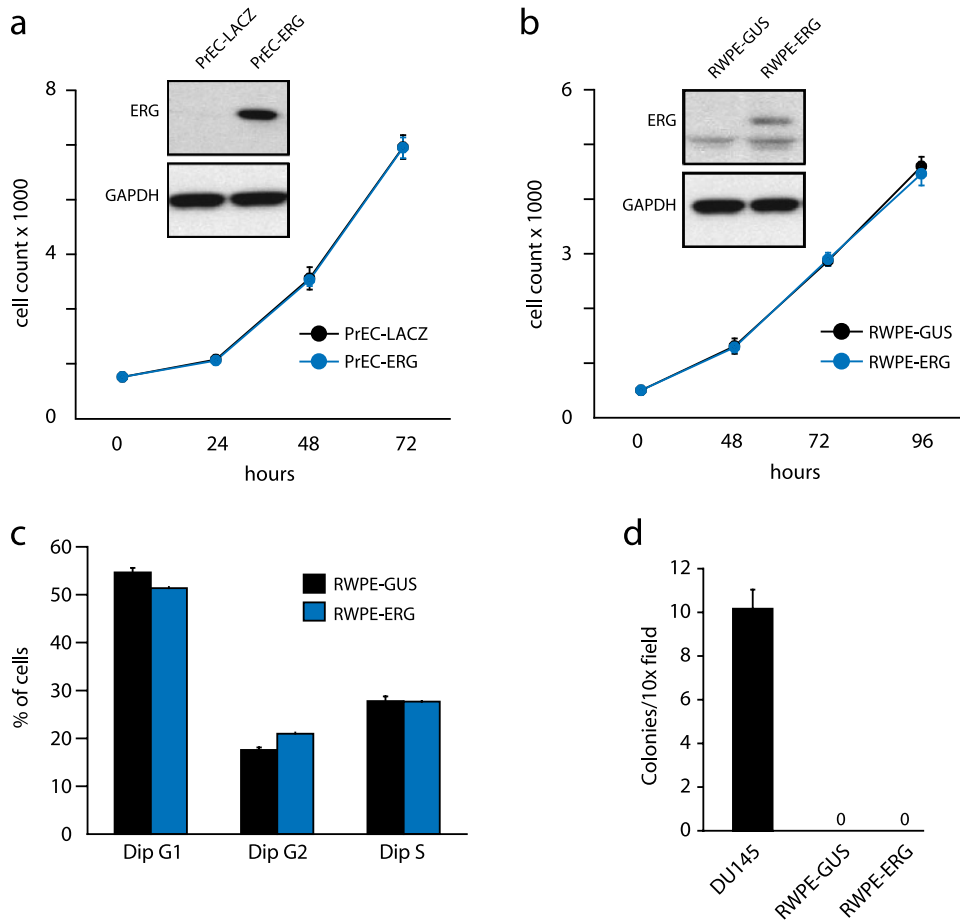 a
PrEC-LACZ
PrEC-ERG
ERG
GAPDH
8
4
0
cell count x 1000
PrEC-LACZ
PrEC-ERG
0 24 48 72
hours
b
RWPE-GUS
RWPE-ERG
ERG
GAPDH
6
3
0
cell count x 1000
RWPE-GUS
RWPE-ERG
0 48 72 96
hours
c
60
50
40
30
20
10
0
% of cells
RWPE-GUS
RWPE-ERG
Dip G1 Dip G2 Dip S
d
12
10
8
6
4
2
0
Colonies/10x field
0 0
DU145
RWPE-GUS
RWPE-ERG